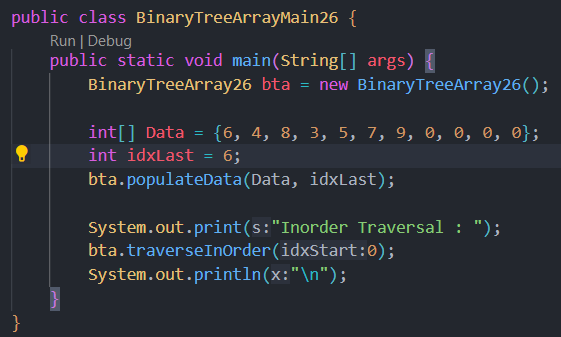 public class BinaryTreeArrayMain26 {
Run | Debug
public static void main(String[] args) {
BinaryTreeArray26 bta = new BinaryTreeArray26();
int[] Data = {6, 4, 8, 3, 5, 7, 9, 0, 0, 0, 0};
int idxLast = 6;
bta.populateData(Data, idxLast);
System.out.print(s:"Inorder Traversal : ");
bta.traverseInOrder(idxStart:0);
System.out.println(x:"\n");
}
}